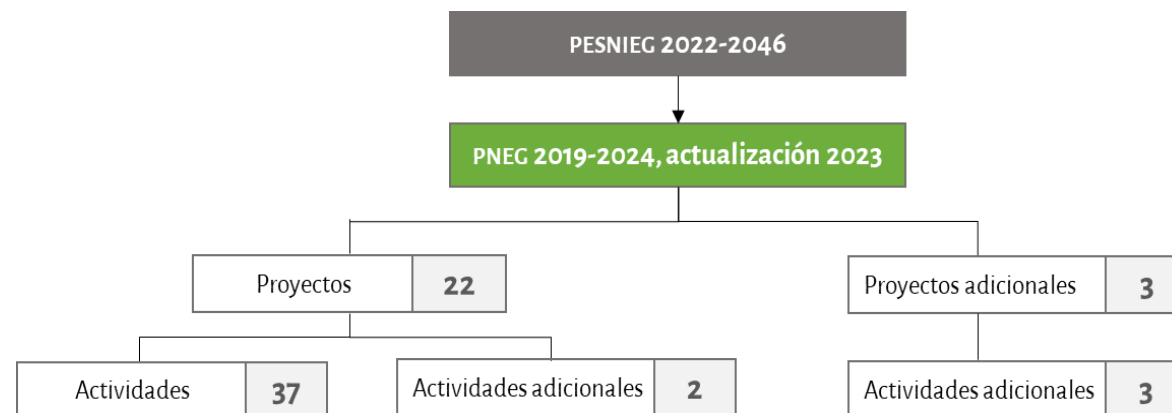 PESNIEG 2022-2046
PNEG 2019-2024, actualización 2023
Proyectos 22
Proyectos adicionales 3
Actividades 37
Actividades adicionales 2
Actividades adicionales 3